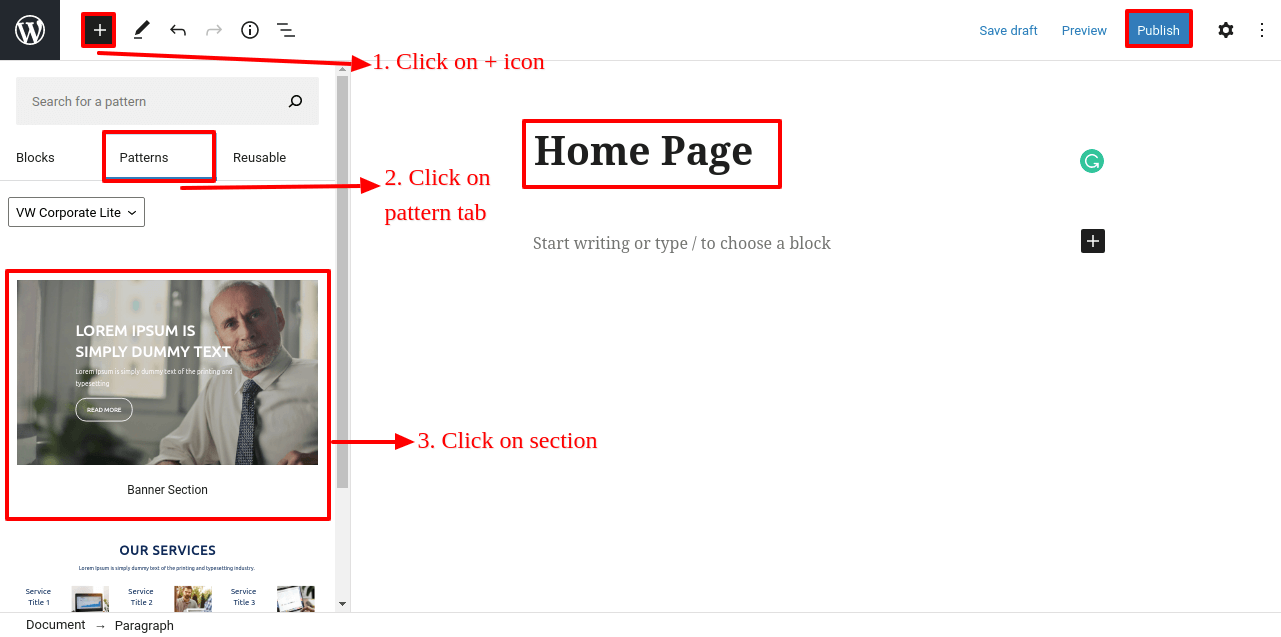 Save draft
Preview
Publish
1. Click on + icon
Search for a pattern
Blocks
Patterns
Reusable
2. Click on
pattern tab
Home Page
VW Corporate Lite
Start writing or type / to choose a block
LOREM IPSUM IS
SIMPLY DUMMY TEXT
Lorem Ipsum is simply dummy text of the printing and
typesetting
READ MORE
3. Click on section
Banner Section
OUR SERVICES
Lorem Ipsum is simply dummy text of the printing and typesetting industry.
Service
Title 1
Service
Title 2
Service
Title 3
Document → Paragraph